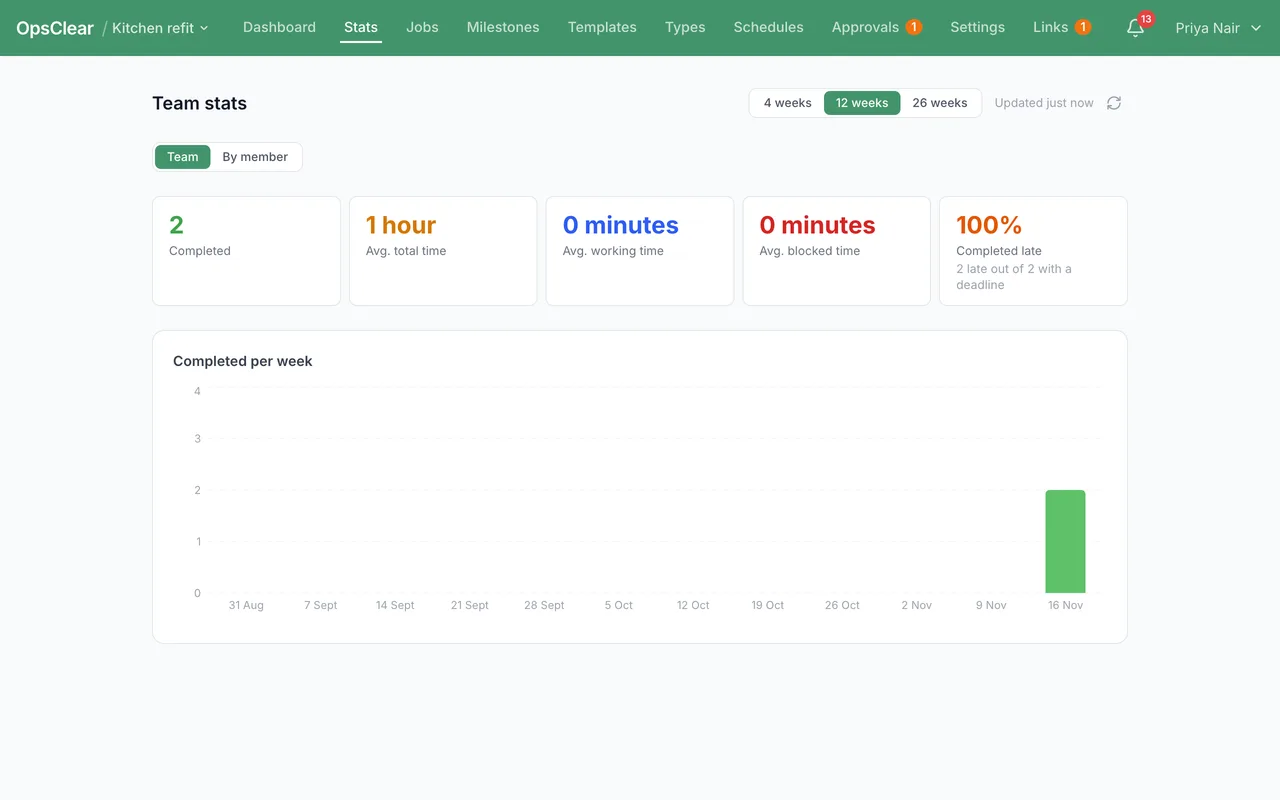 OpsClear / Kitchen refit Dashboard Stats Jobs Milestones Templates Types Schedules Approvals 1 Settings Links 1 13 Priya Nair
Team stats 4 weeks 12 weeks 26 weeks Updated just now
Team By member
2 1 hour 0 minutes 0 minutes 100%
Completed Avg. total time Avg. working time Avg. blocked time Completed late
2 late out of 2 with a
deadline
Completed per week
4
3
2
1
0
31 Aug 7 Sept 14 Sept 21 Sept 28 Sept 5 Oct 12 Oct 19 Oct 26 Oct 2 Nov 9 Nov 16 Nov